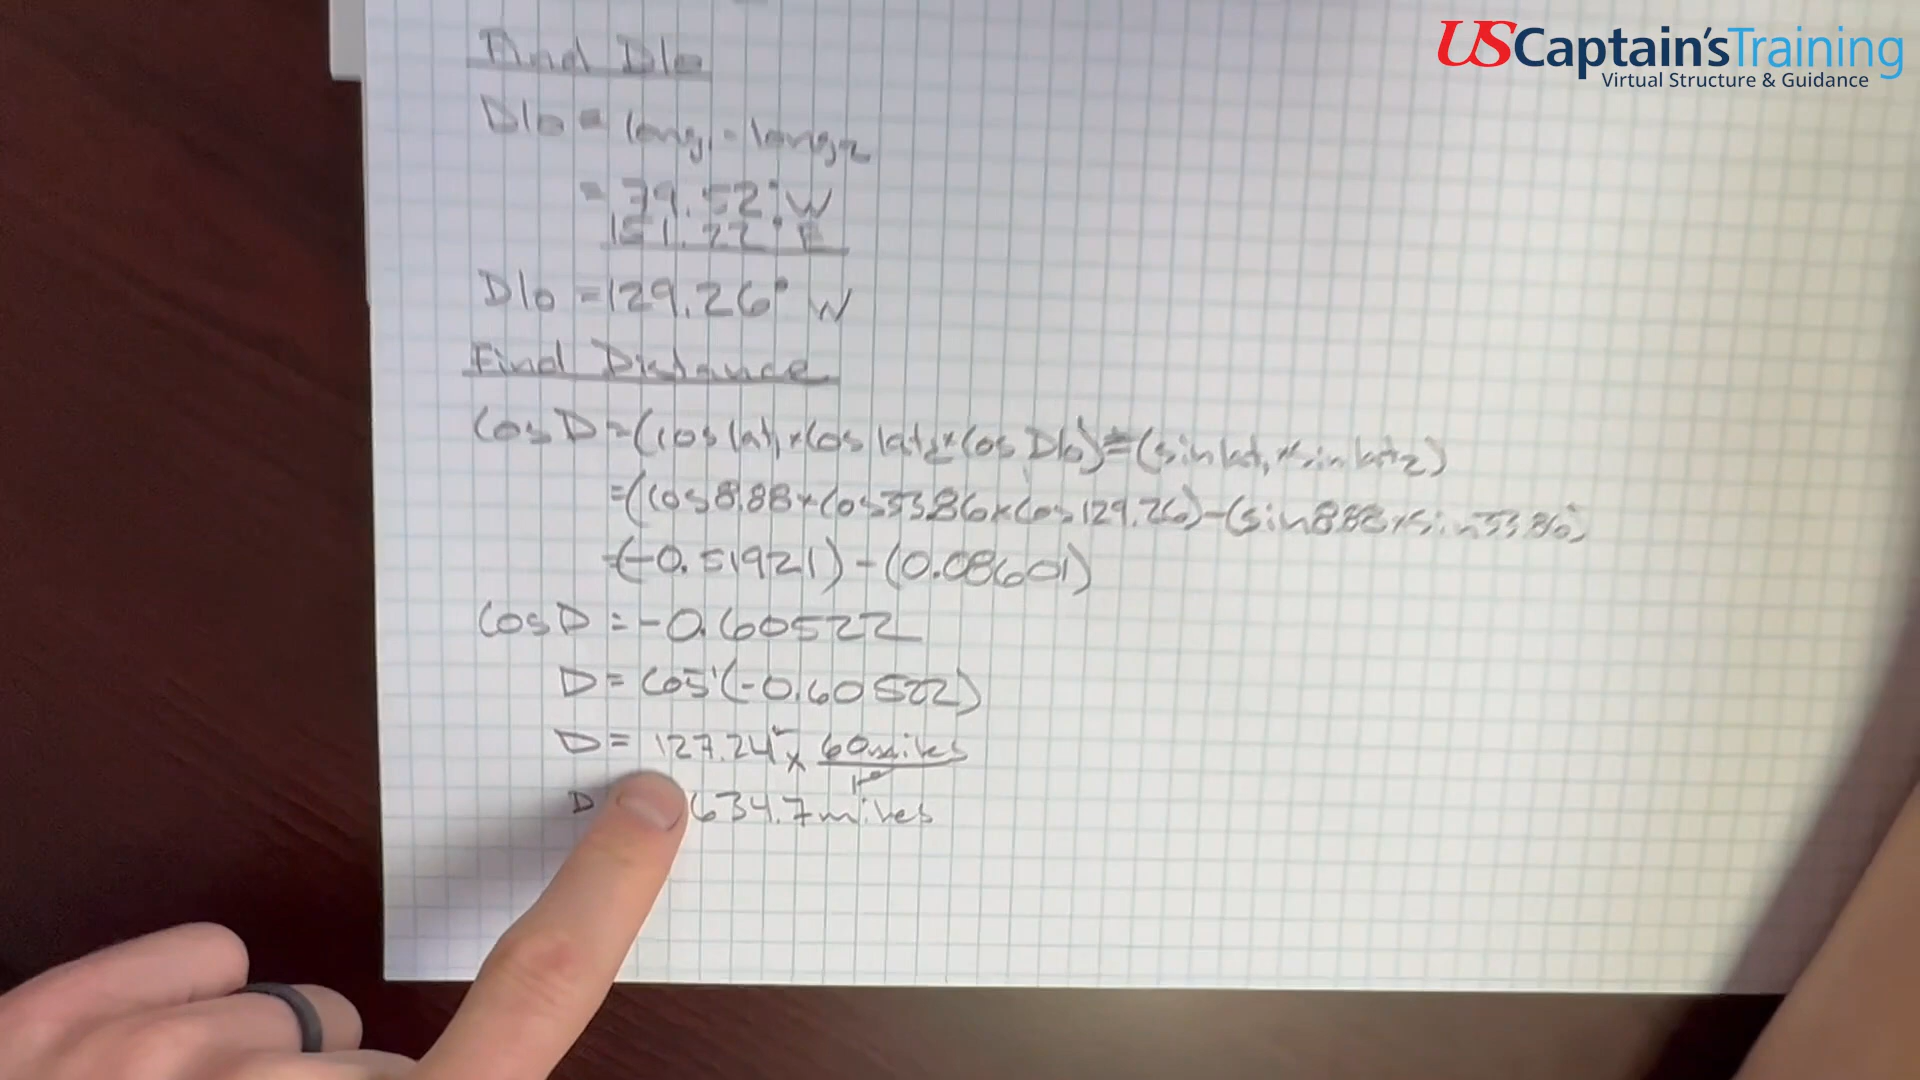 USCaptain'sTraining
Virtual Structure & Guidance
Find Dlo
Dlo = long₁ - long₂
= 79.52° W
151.22° E
Dlo = 129.26° W
Find Distance
Cos D = (cos lat₁ × cos lat₂ × cos Dlo) ± (sin lat₁ × sin lat₂)
= (cos 8.88 × cos 33.86 × cos 129.26) - (sin 8.88 × sin 33.86)
= (-0.51921) - (0.08601)
Cos D = -0.60522
D = Cos⁻¹(-0.60522)
D = 127.24° × 60 miles
1°
D 634.7 miles